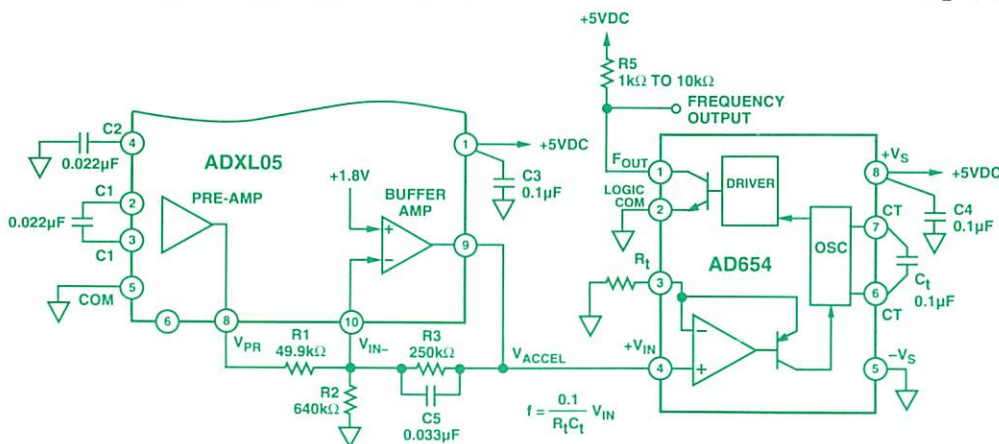 +5VDC
R5
1kΩ TO 10kΩ
FREQUENCY
OUTPUT
C2
4
0.022µF
ADXL05
1
+5VDC
C3
0.1µF
C1
2
0.022µF
3
C1
PRE-AMP
+1.8V
BUFFER
AMP
+
−
9
5
COM
6
8
10
VPR
R1
49.9kΩ
VIN−
R3
250kΩ
VACCEL
R2
640kΩ
C5
0.033µF
f = 0.1 / RtCt VIN
FOUT
1
LOGIC
COM
2
DRIVER
OSC
AD654
+VS
8
+5VDC
C4
0.1µF
CT
7
Ct
0.1µF
6
CT
Rt
3
−
+
+VIN
4
5
−VS